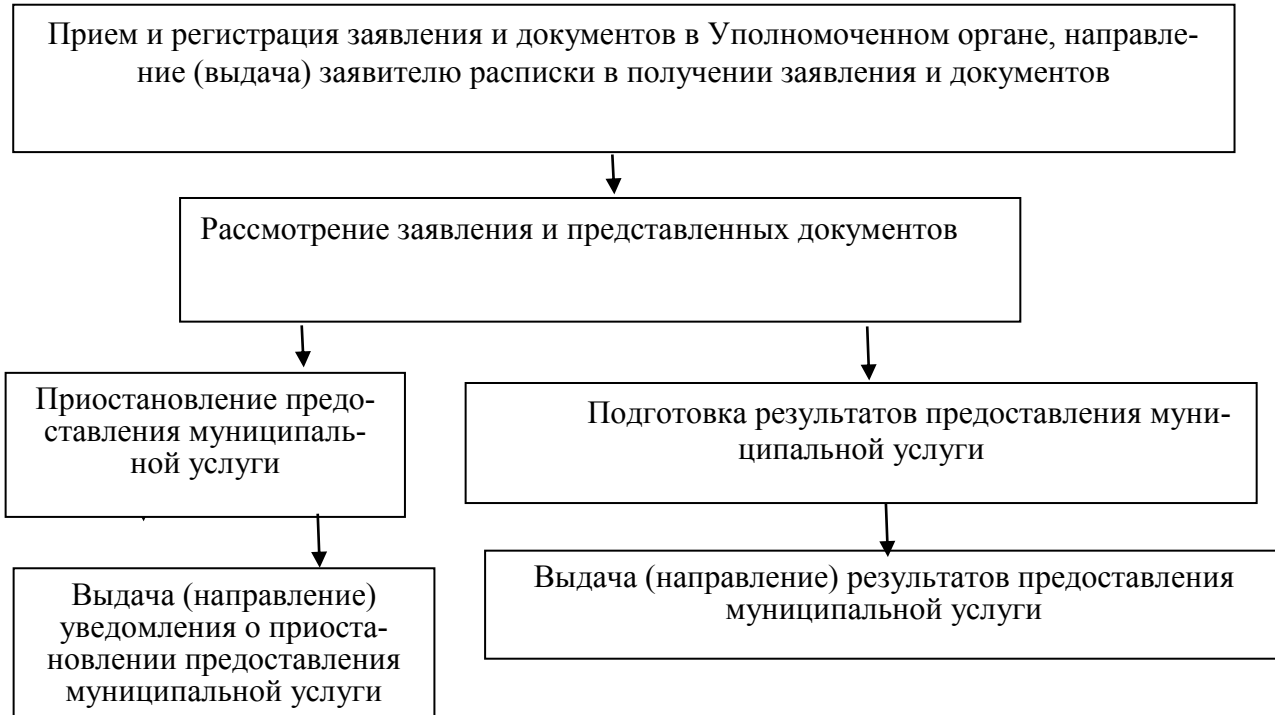 Прием и регистрация заявления и документов в Уполномоченном органе, направле-
ние (выдача) заявителю расписки в получении заявления и документов
Рассмотрение заявления и представленных документов
Приостановление предо-
ставления муниципаль-
ной услуги
Подготовка результатов предоставления муни-
ципальной услуги
Выдача (направление)
уведомления о приоста-
новлении предоставления
муниципальной услуги
Выдача (направление) результатов предоставления
муниципальной услуги